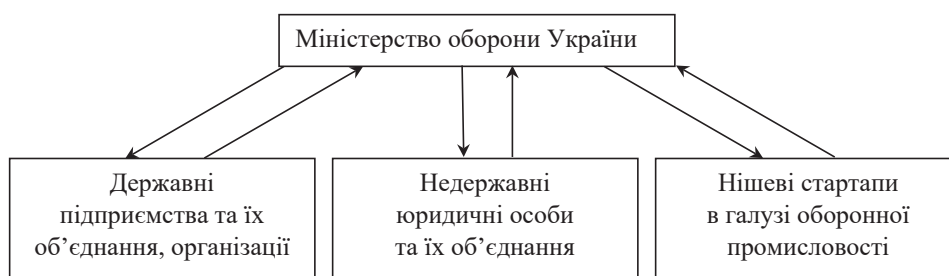 Міністерство оборони України
Державні
підприємства та їх
об’єднання, організації
Недержавні
юридичні особи
та їх об’єднання
Нішеві стартапи
в галузі оборонної
промисловості